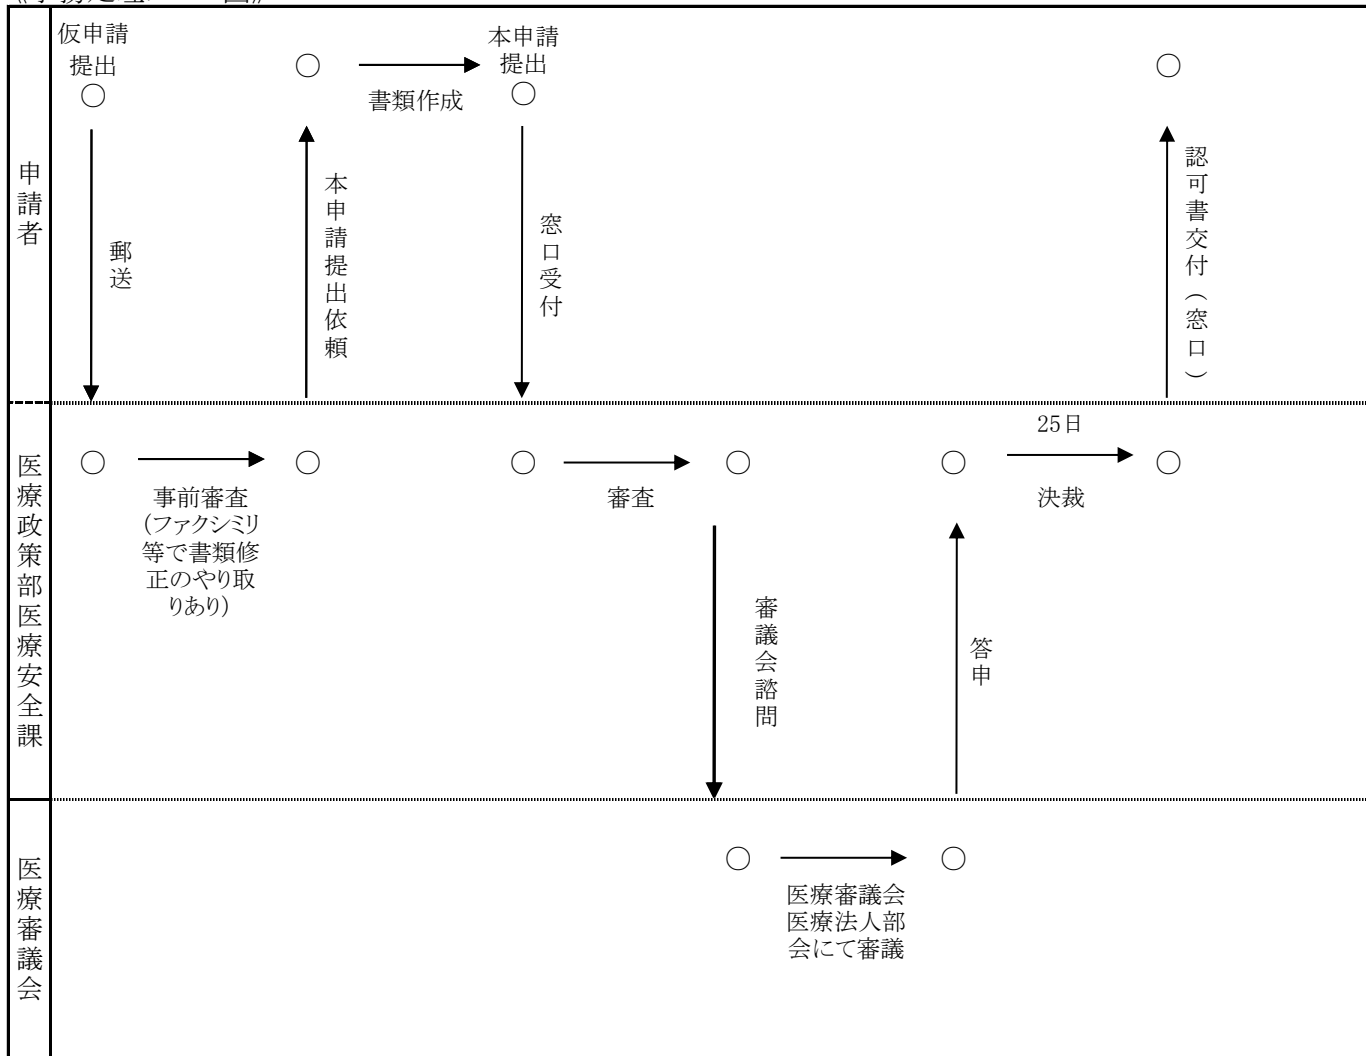 申請者
仮申請
提出
本申請
提出
書類作成
郵送
本申請提出依頼
窓口受付
認可書交付（窓口）
医療政策部医療安全課
事前審査
(ファクシミリ
等で書類修
正のやり取
りあり)
審査
25日
決裁
審議会諮問
答申
医療審議会
医療審議会
医療法人部
会にて審議